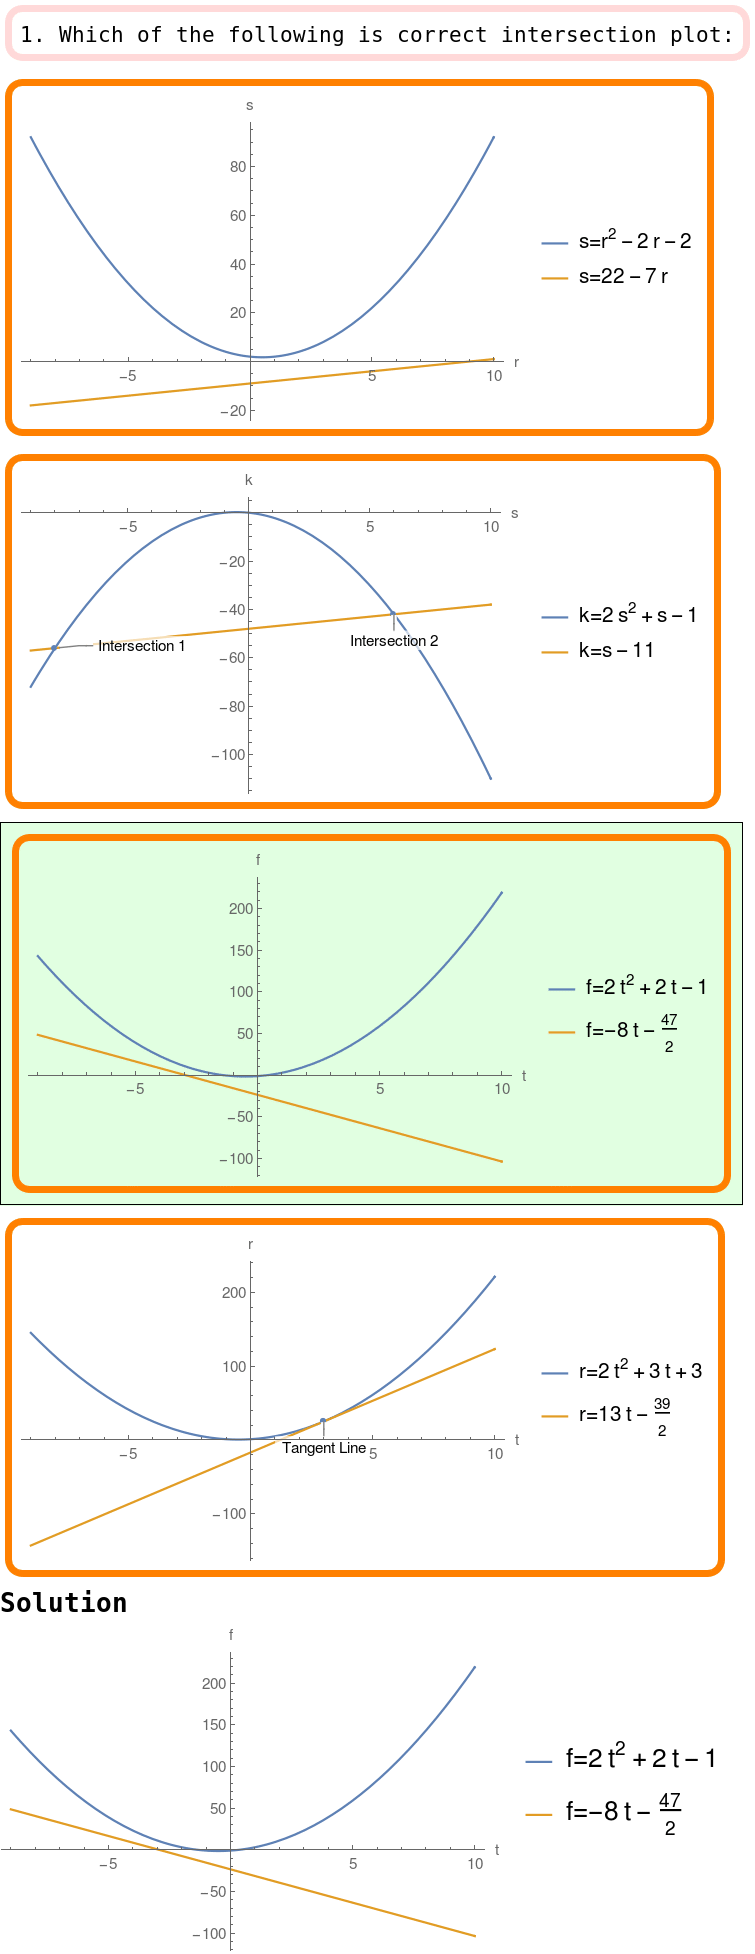 1. Which of the following is correct intersection plot:
s
80
60
40
20
−5 5 10 r
−20
s=r² − 2 r − 2
s=22 − 7 r
k
−5 5 10 s
−20
−40
−60
−80
−100
Intersection 1
Intersection 2
k=2 s² + s − 1
k=s − 11
f
200
150
100
50
−5 5 10 t
−50
−100
f=2 t² + 2 t − 1
f=−8 t − 47/2
r
200
100
−5 5 10 t
−100
Tangent Line
r=2 t² + 3 t + 3
r=13 t − 39/2
Solution
f
200
150
100
50
−5 5 10 t
−50
−100
f=2 t² + 2 t − 1
f=−8 t − 47/2